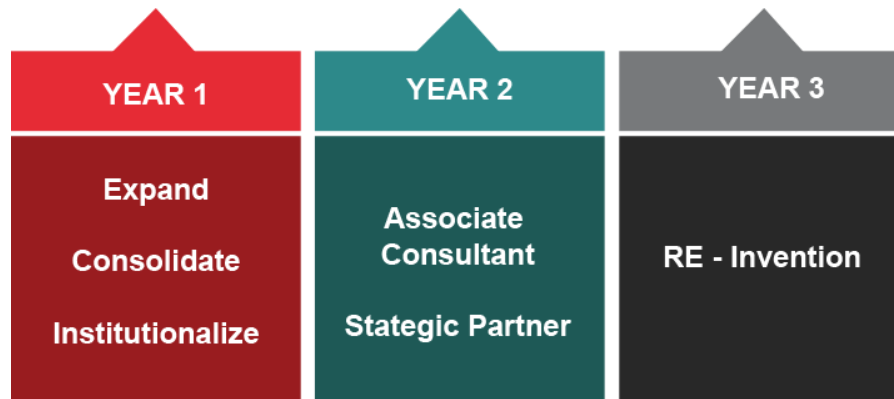 YEAR 1
Expand
Consolidate
Institutionalize
YEAR 2
Associate
Consultant
Stategic Partner
YEAR 3
RE - Invention